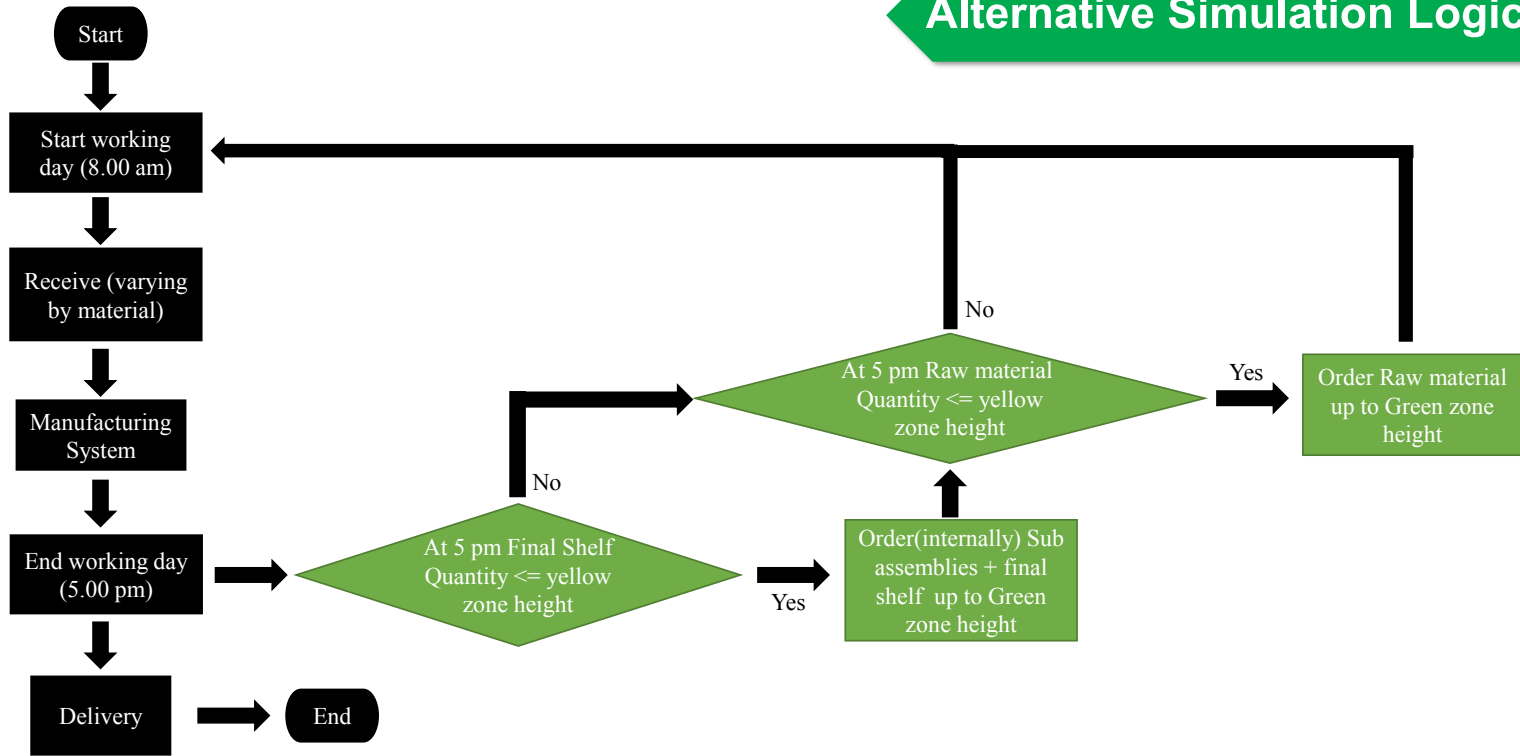 Alternative Simulation Logic
Start
Start working
day (8.00 am)
Receive (varying
by material)
Manufacturing
System
End working day
(5.00 pm)
Delivery
End
At 5 pm Final Shelf
Quantity <= yellow
zone height
No
Yes
Order(internally) Sub
assemblies + final
shelf up to Green
zone height
At 5 pm Raw material
Quantity <= yellow
zone height
No
Yes
Order Raw material
up to Green zone
height